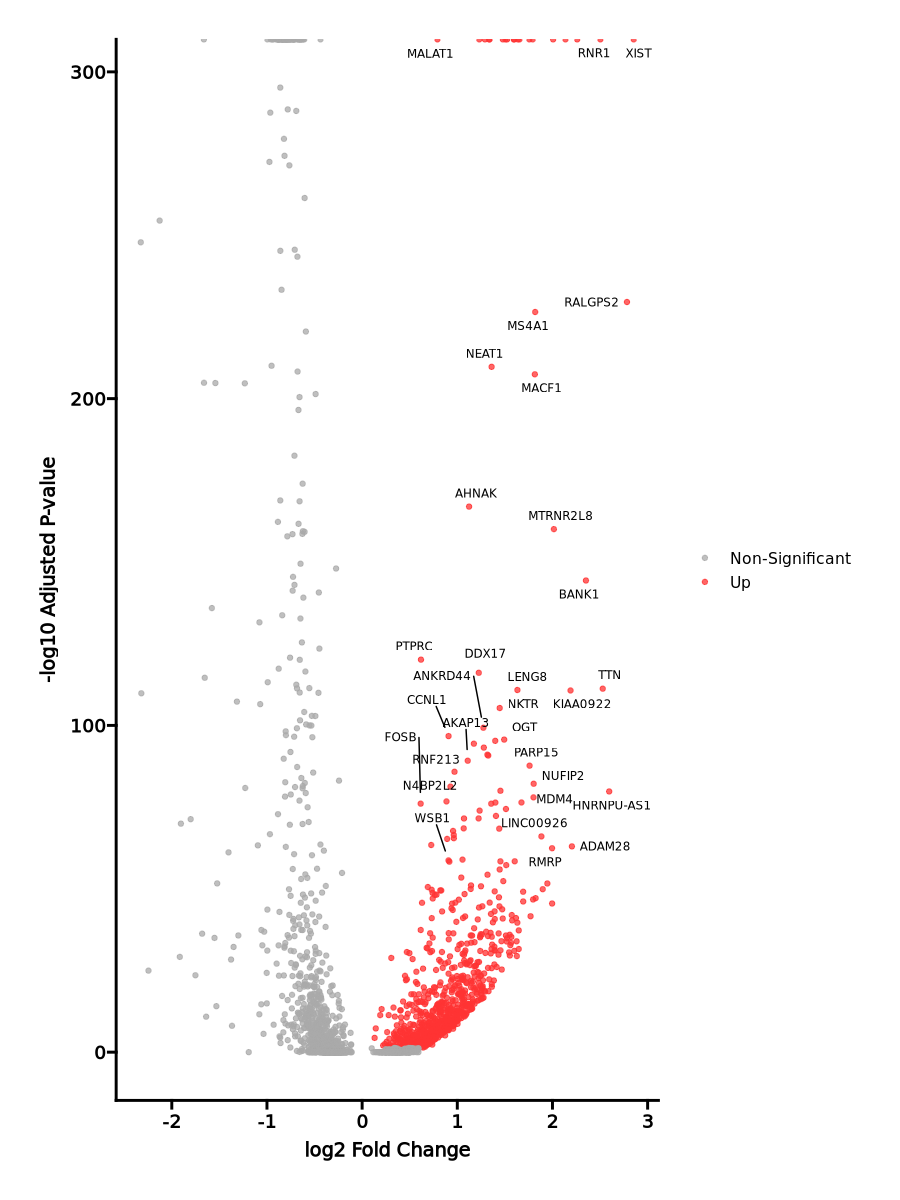 300
MALAT1
RNR1
XIST
RALGPS2
MS4A1
NEAT1
MACF1
200
AHNAK
MTRNR2L8
BANK1
Non-Significant
Up
-log10 Adjusted P-value
PTPRC
DDX17
ANKRD44
LENG8
TTN
CCNL1
NKTR
KIAA0922
100
AKAP13
OGT
FOSB
RNF213
PARP15
NUFIP2
N4BP2L2
MDM4
HNRNPU-AS1
WSB1
LINC00926
ADAM28
RMRP
0
-2
-1
0
1
2
3
log2 Fold Change